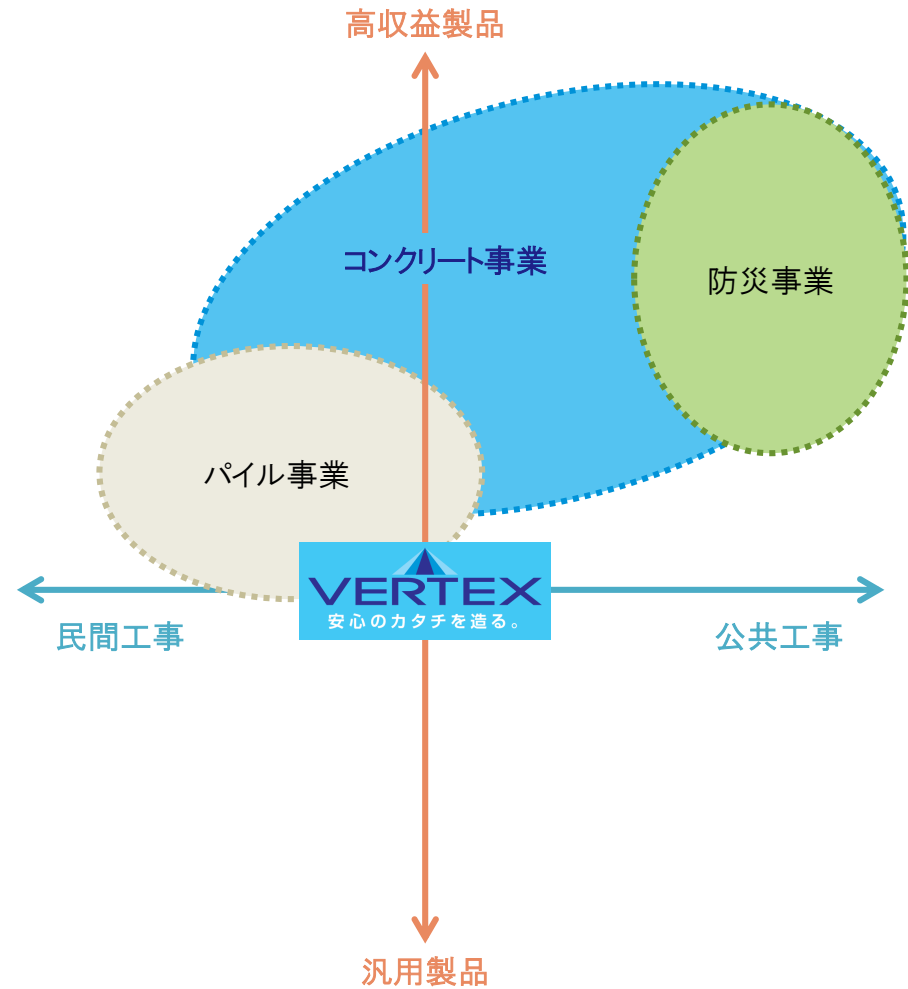 高収益製品
コンクリート事業
防災事業
パイル事業
VERTEX
安心のカタチを造る。
民間工事
公共工事
汎用製品